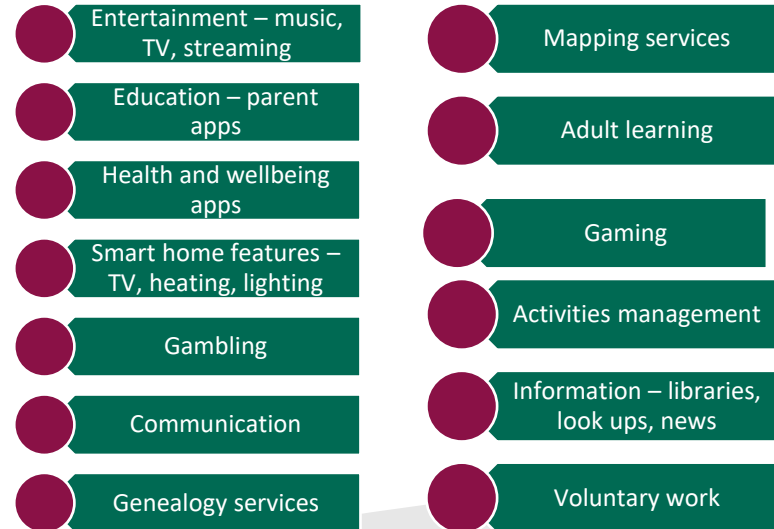 Entertainment – music,
TV, streaming
Education – parent
apps
Health and wellbeing
apps
Smart home features –
TV, heating, lighting
Gambling
Communication
Genealogy services
Mapping services
Adult learning
Gaming
Activities management
Information – libraries,
look ups, news
Voluntary work